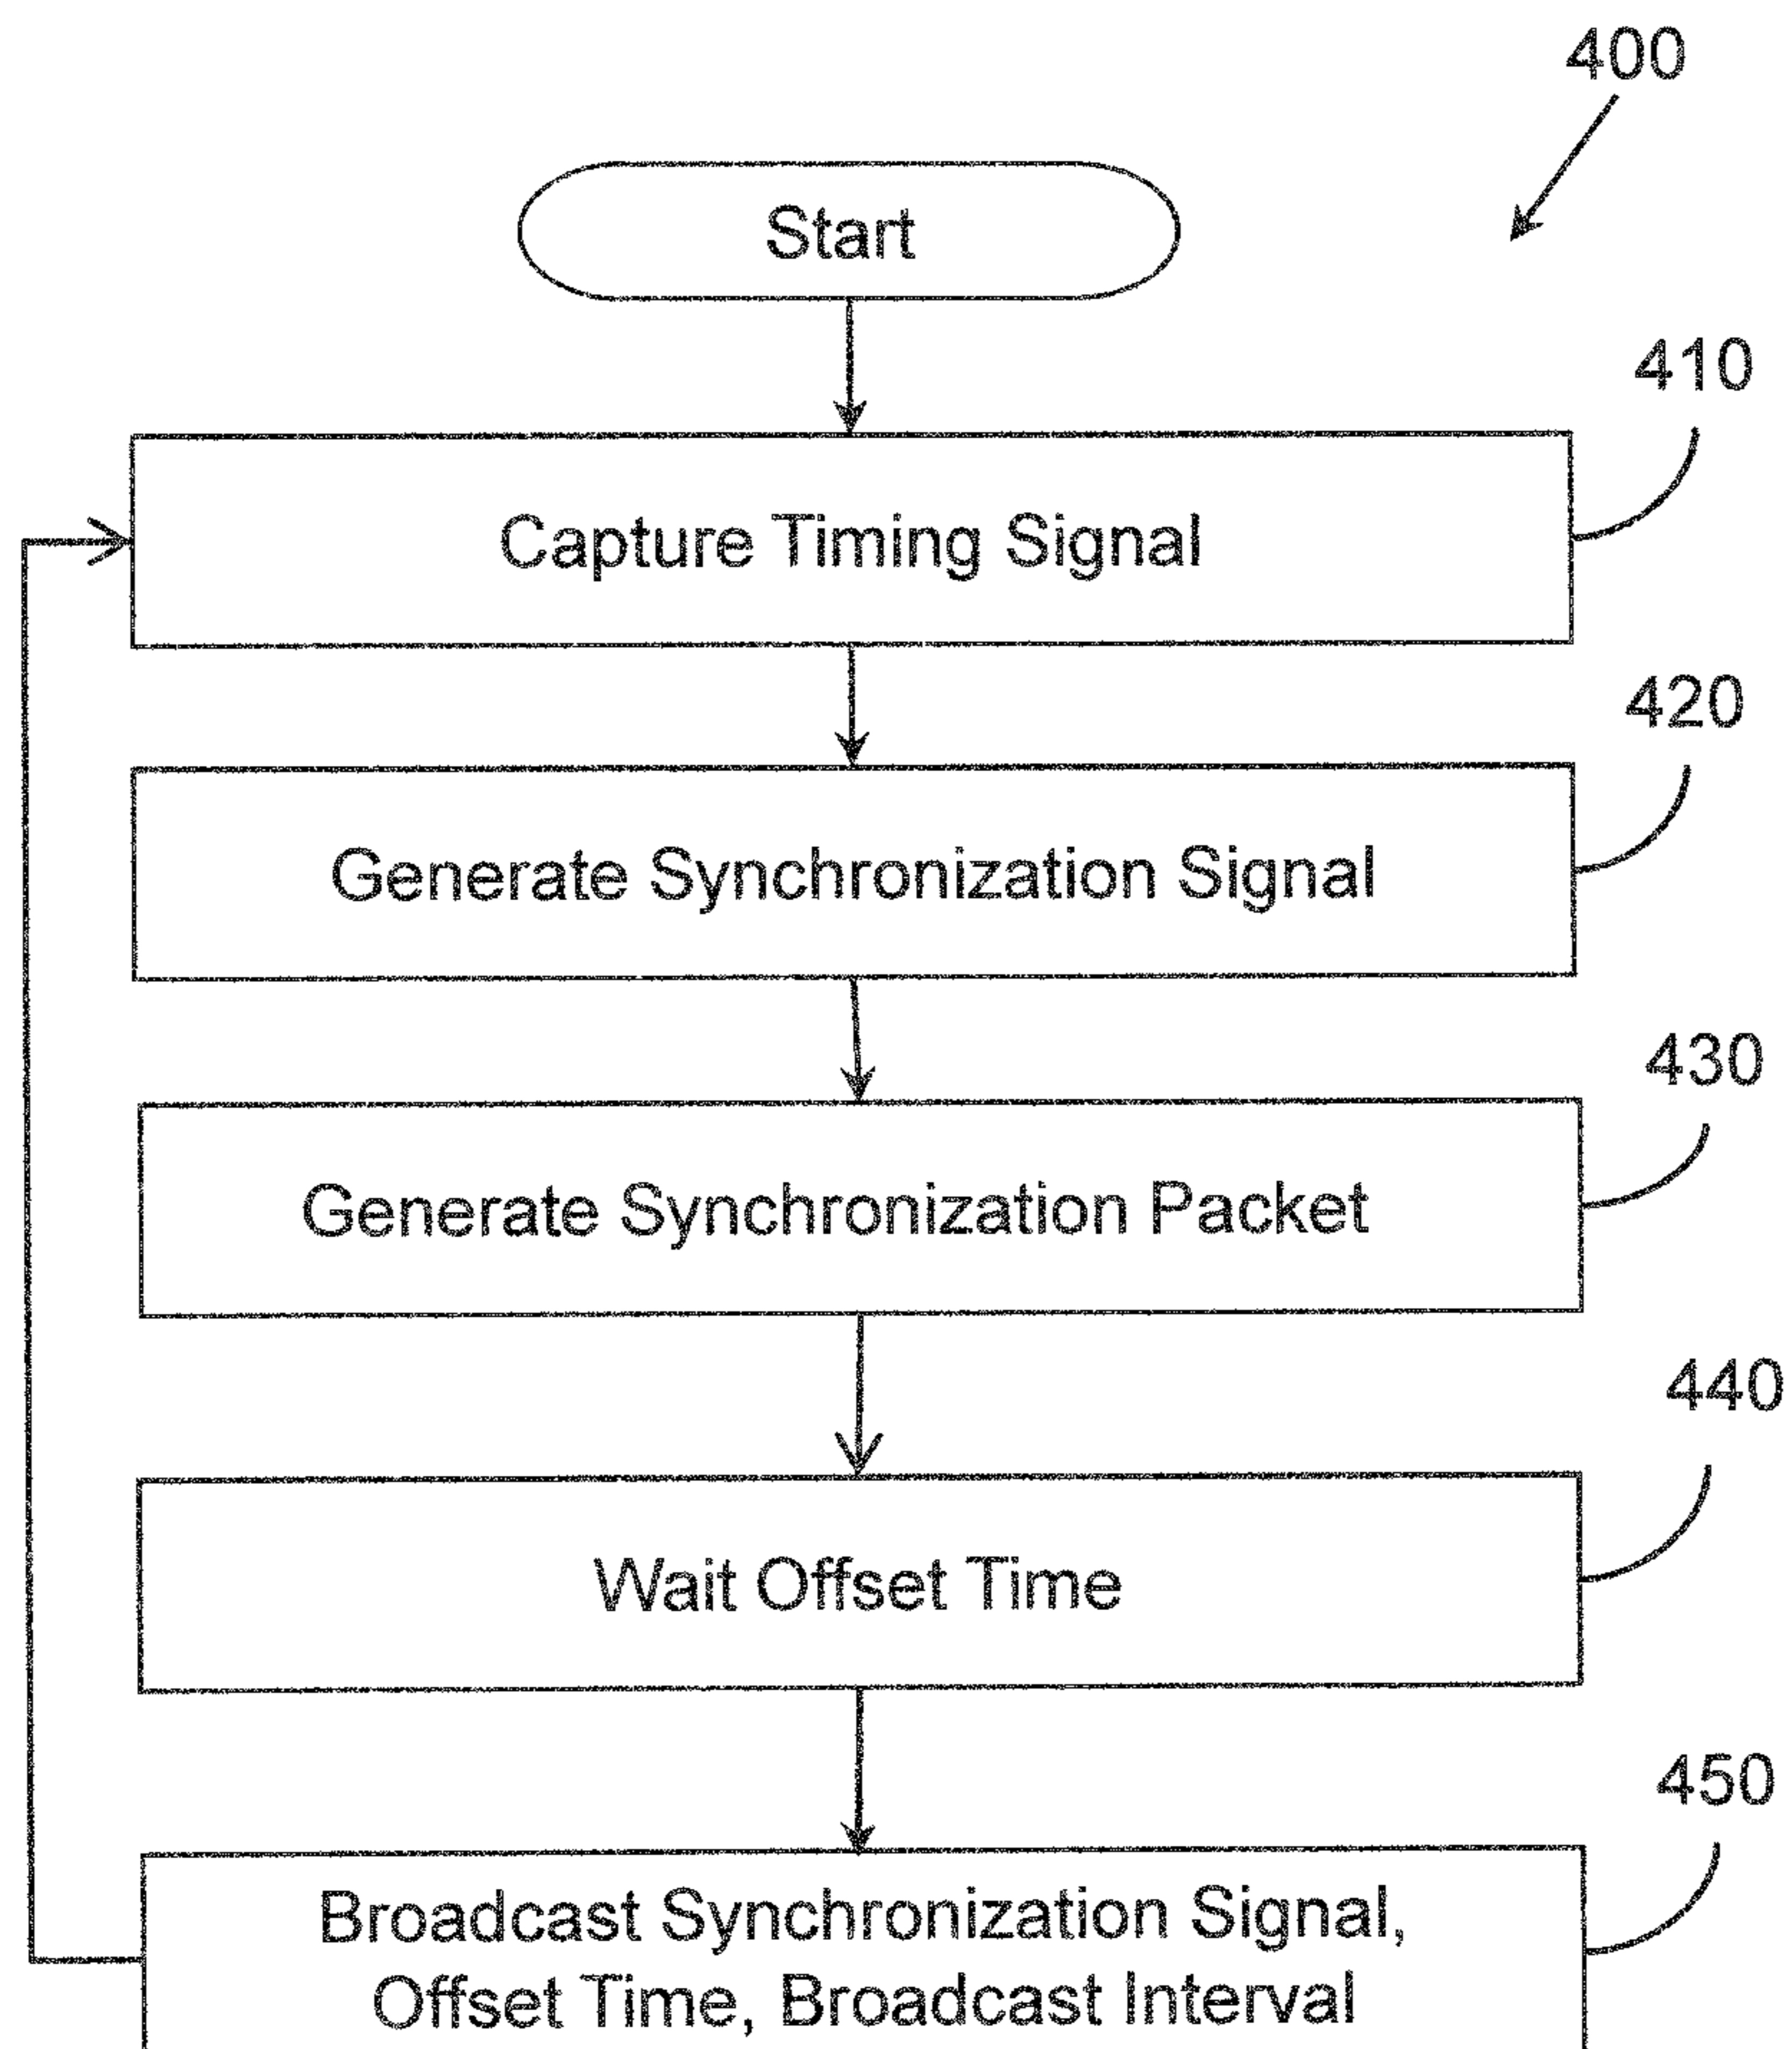 400
Start
410
Capture Timing Signal
420
Generate Synchronization Signal
430
Generate Synchronization Packet
440
Wait Offset Time
450
Broadcast Synchronization Signal,
Offset Time, Broadcast Interval